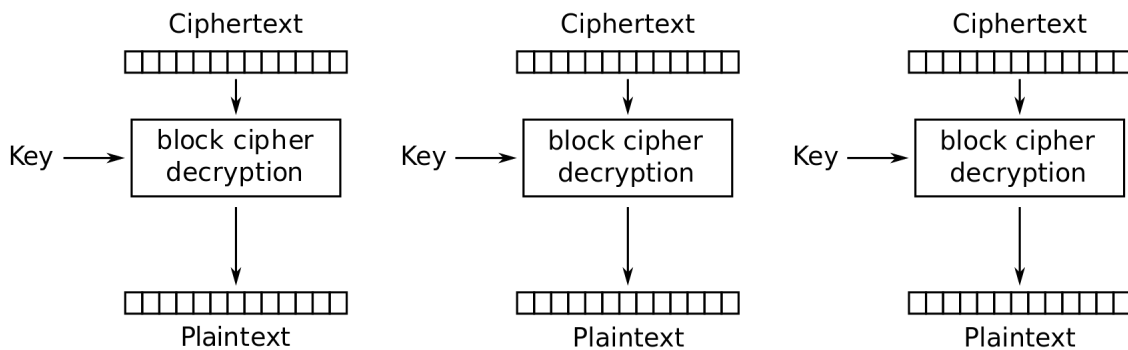 Ciphertext
Ciphertext
Ciphertext
Key
block cipher
decryption
Key
block cipher
decryption
Key
block cipher
decryption
Plaintext
Plaintext
Plaintext